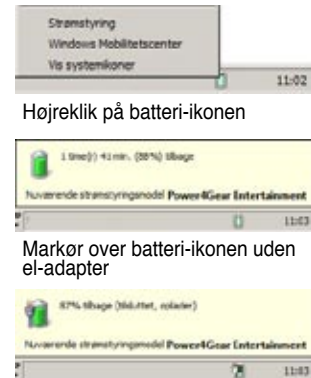 Strømstyring
Windows Mobilitetscenter
Vis systemikoner
11:02
Højreklik på batteri-ikonen
1 time(r) 41 min. (88%) tilbage
Nuværende strømstyringsmodel Power4Gear Entertainment
11:03
Markør over batteri-ikonen uden
el-adapter
87% tilbage (tilsluttet, oplader)
Nuværende strømstyringsmodel Power4Gear Entertainment
11:03